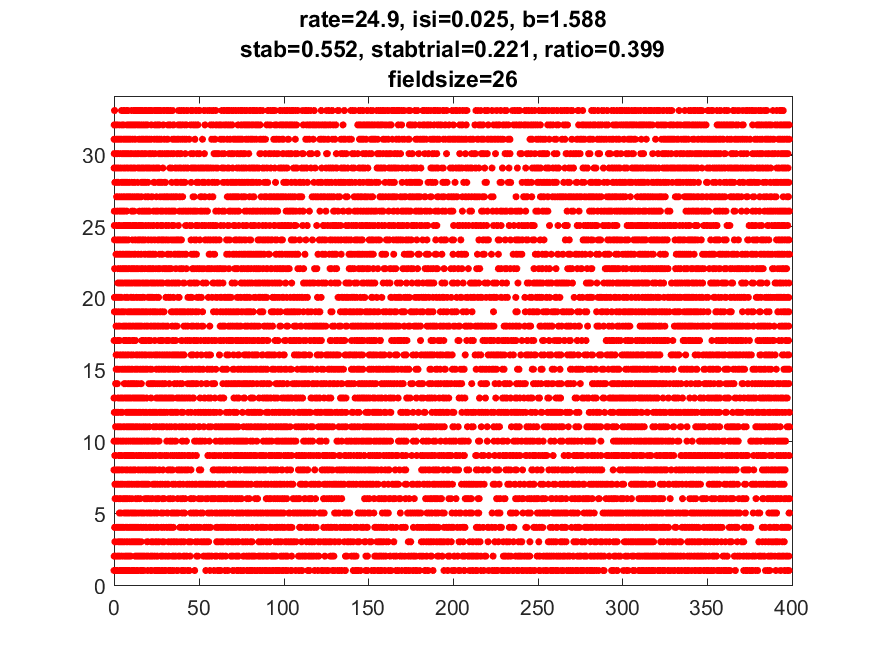 rate=24.9, isi=0.025, b=1.588
stab=0.552, stabtrial=0.221, ratio=0.399
fieldsize=26
30
25
20
15
10
5
0
0 50 100 150 200 250 300 350 400